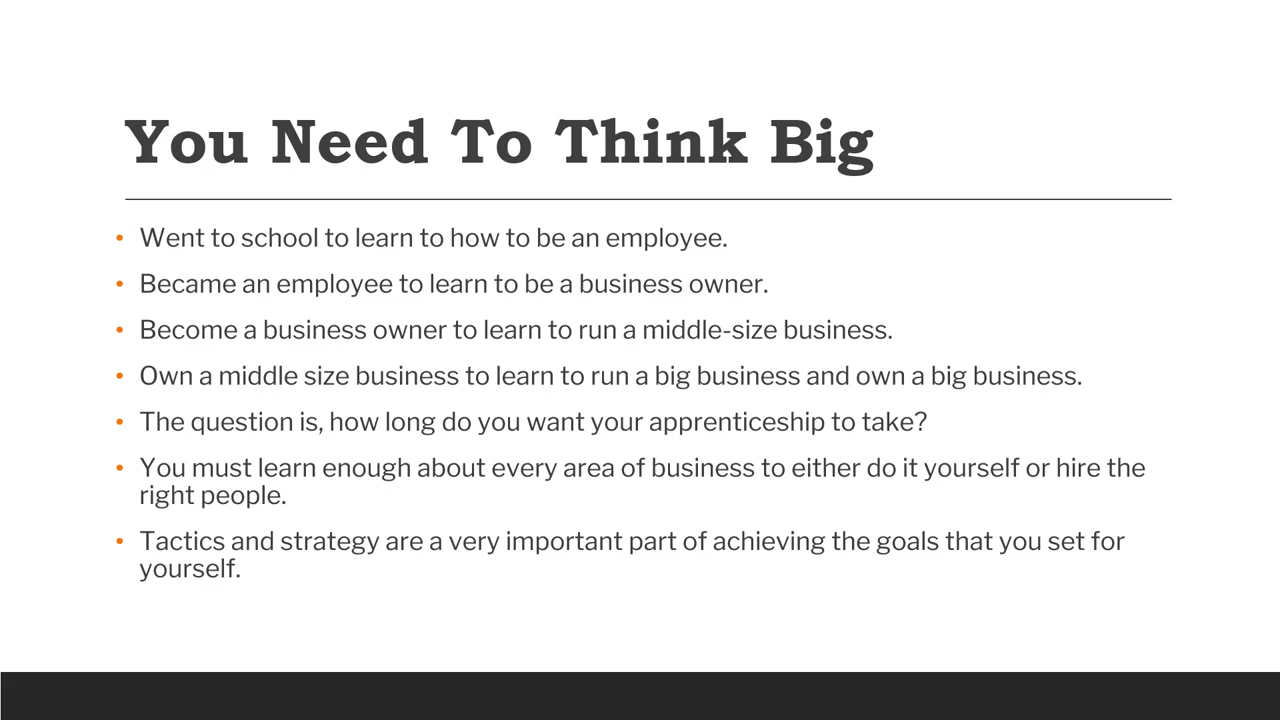 You Need To Think Big
• Went to school to learn to how to be an employee.
• Became an employee to learn to be a business owner.
• Become a business owner to learn to run a middle-size business.
• Own a middle size business to learn to run a big business and own a big business.
• The question is, how long do you want your apprenticeship to take?
• You must learn enough about every area of business to either do it yourself or hire the
right people.
• Tactics and strategy are a very important part of achieving the goals that you set for
yourself.